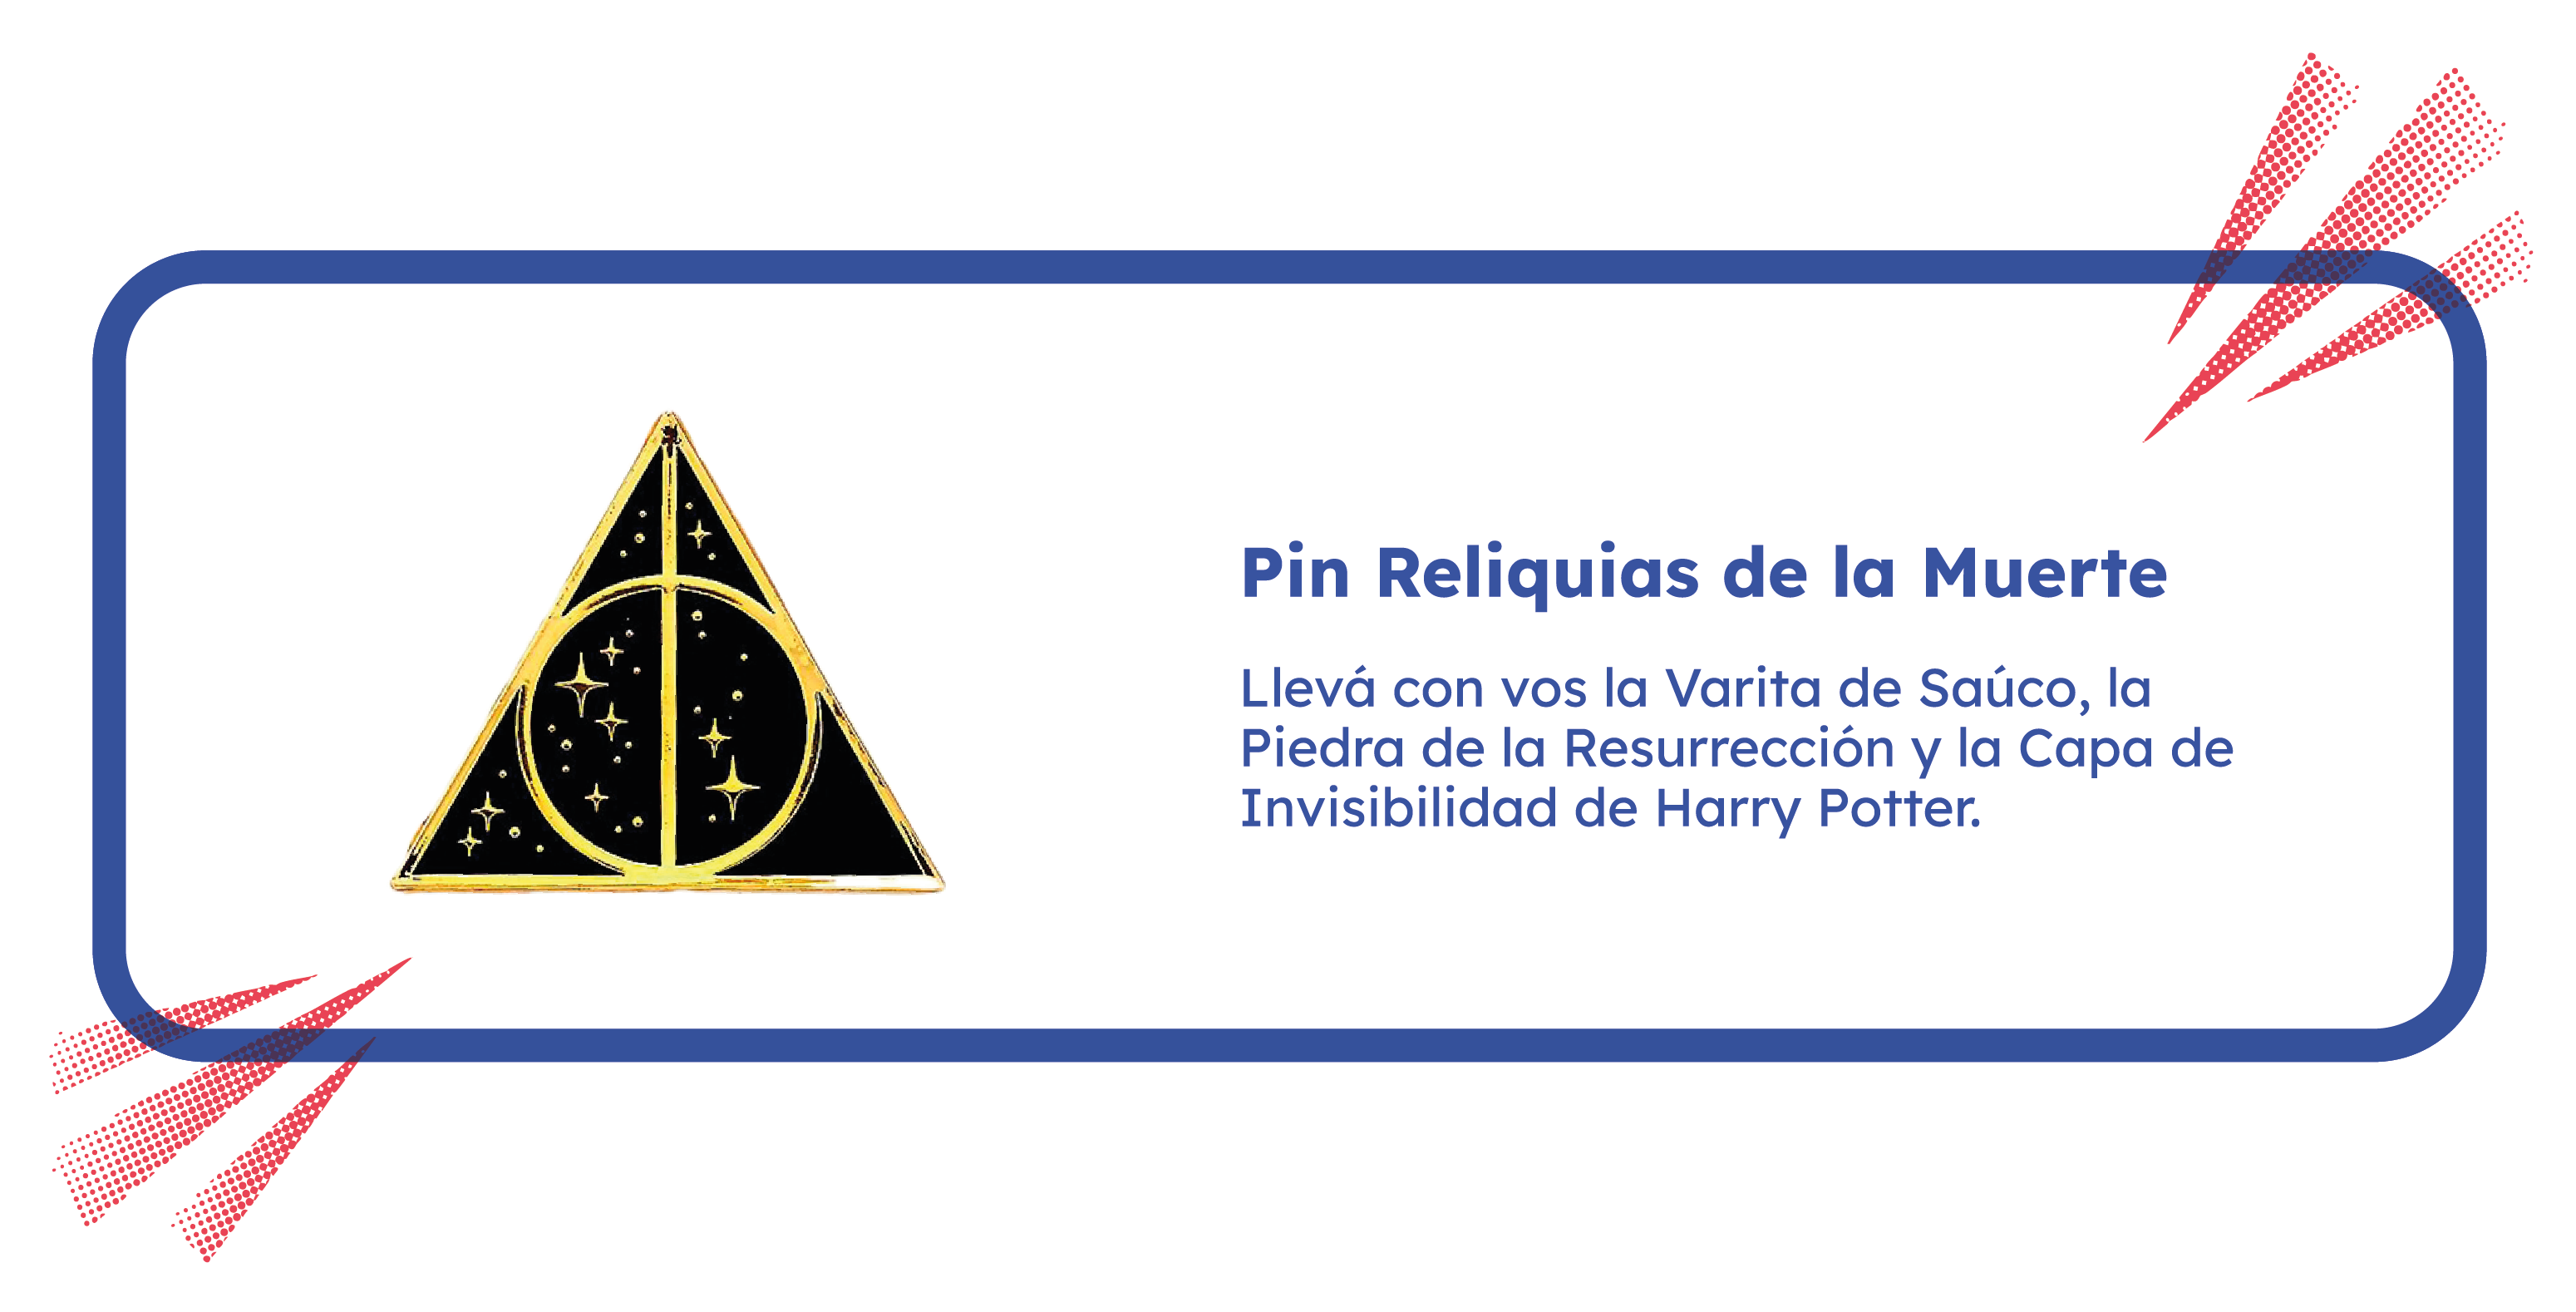 Pin Reliquias de la Muerte
Llevá con vos la Varita de Saúco, la
Piedra de la Resurrección y la Capa de
Invisibilidad de Harry Potter.